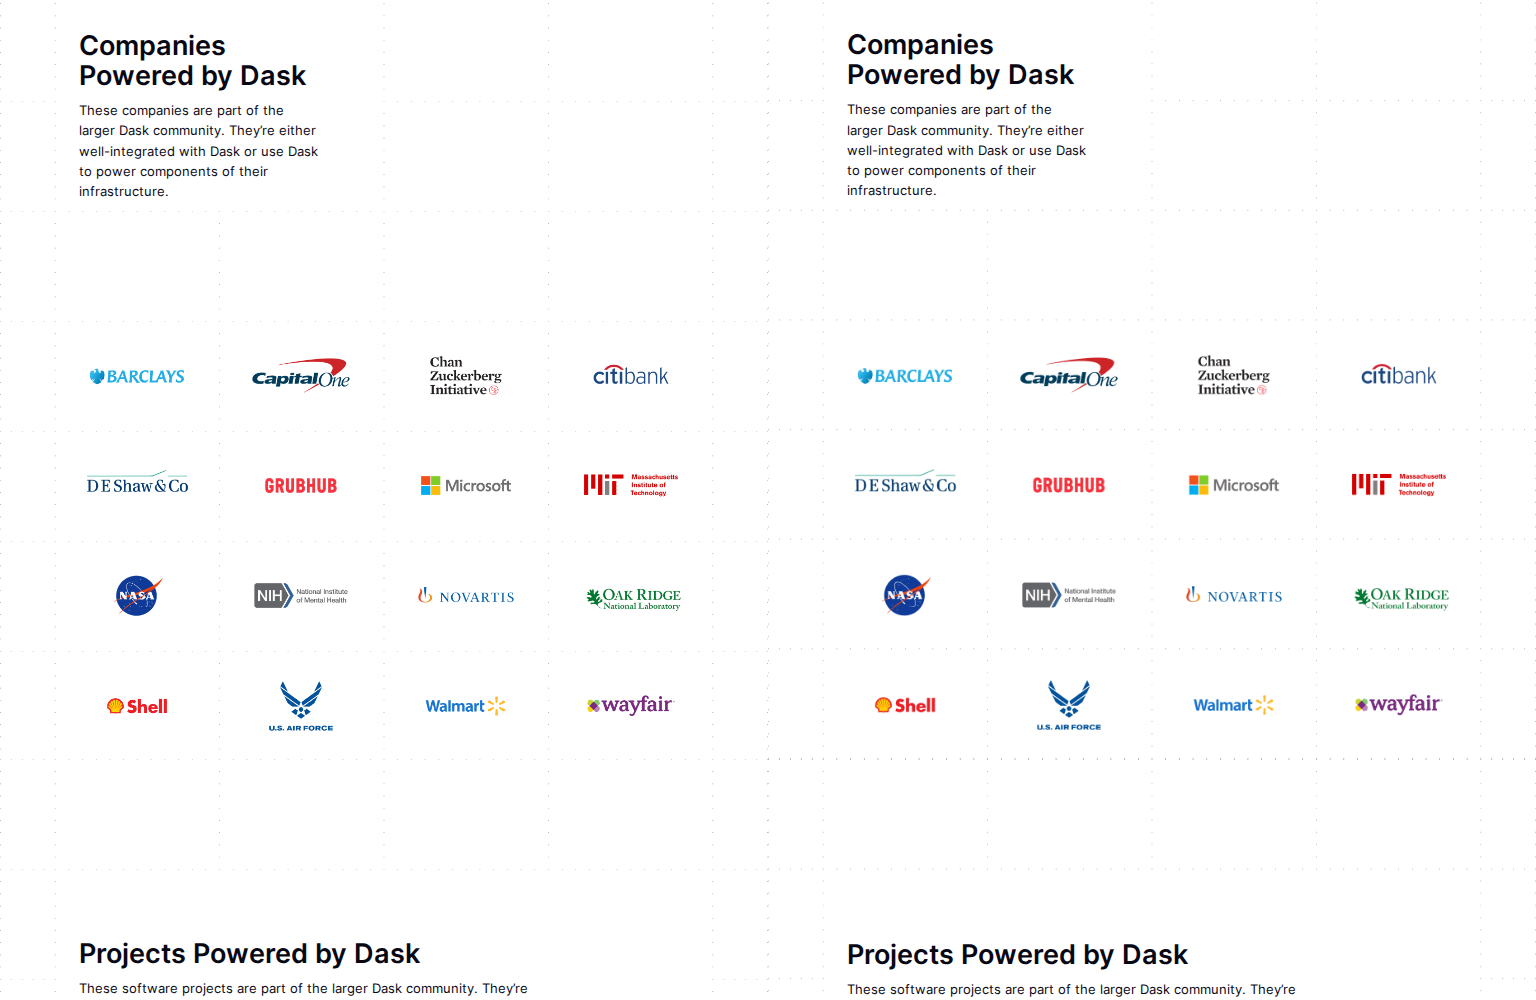 Companies
Powered by Dask
These companies are part of the
larger Dask community. They're either
well-integrated with Dask or use Dask
to power components of their
infrastructure.
BARCLAYS
CapitalOne
Chan
Zuckerberg
Initiative
citibank
D E Shaw & Co
GRUBHUB
Microsoft
MIT
Massachusetts
Institute of
Technology
NASA
NIH
National Institute
of Mental Health
NOVARTIS
OAK RIDGE
National Laboratory
Shell
U.S. AIR FORCE
Walmart
wayfair
Projects Powered by Dask
These software projects are part of the larger Dask community. They're
Companies
Powered by Dask
These companies are part of the
larger Dask community. They're either
well-integrated with Dask or use Dask
to power components of their
infrastructure.
BARCLAYS
CapitalOne
Chan
Zuckerberg
Initiative
citibank
D E Shaw & Co
GRUBHUB
Microsoft
MIT
Massachusetts
Institute of
Technology
NASA
NIH
National Institute
of Mental Health
NOVARTIS
OAK RIDGE
National Laboratory
Shell
U.S. AIR FORCE
Walmart
wayfair
Projects Powered by Dask
These software projects are part of the larger Dask community. They're